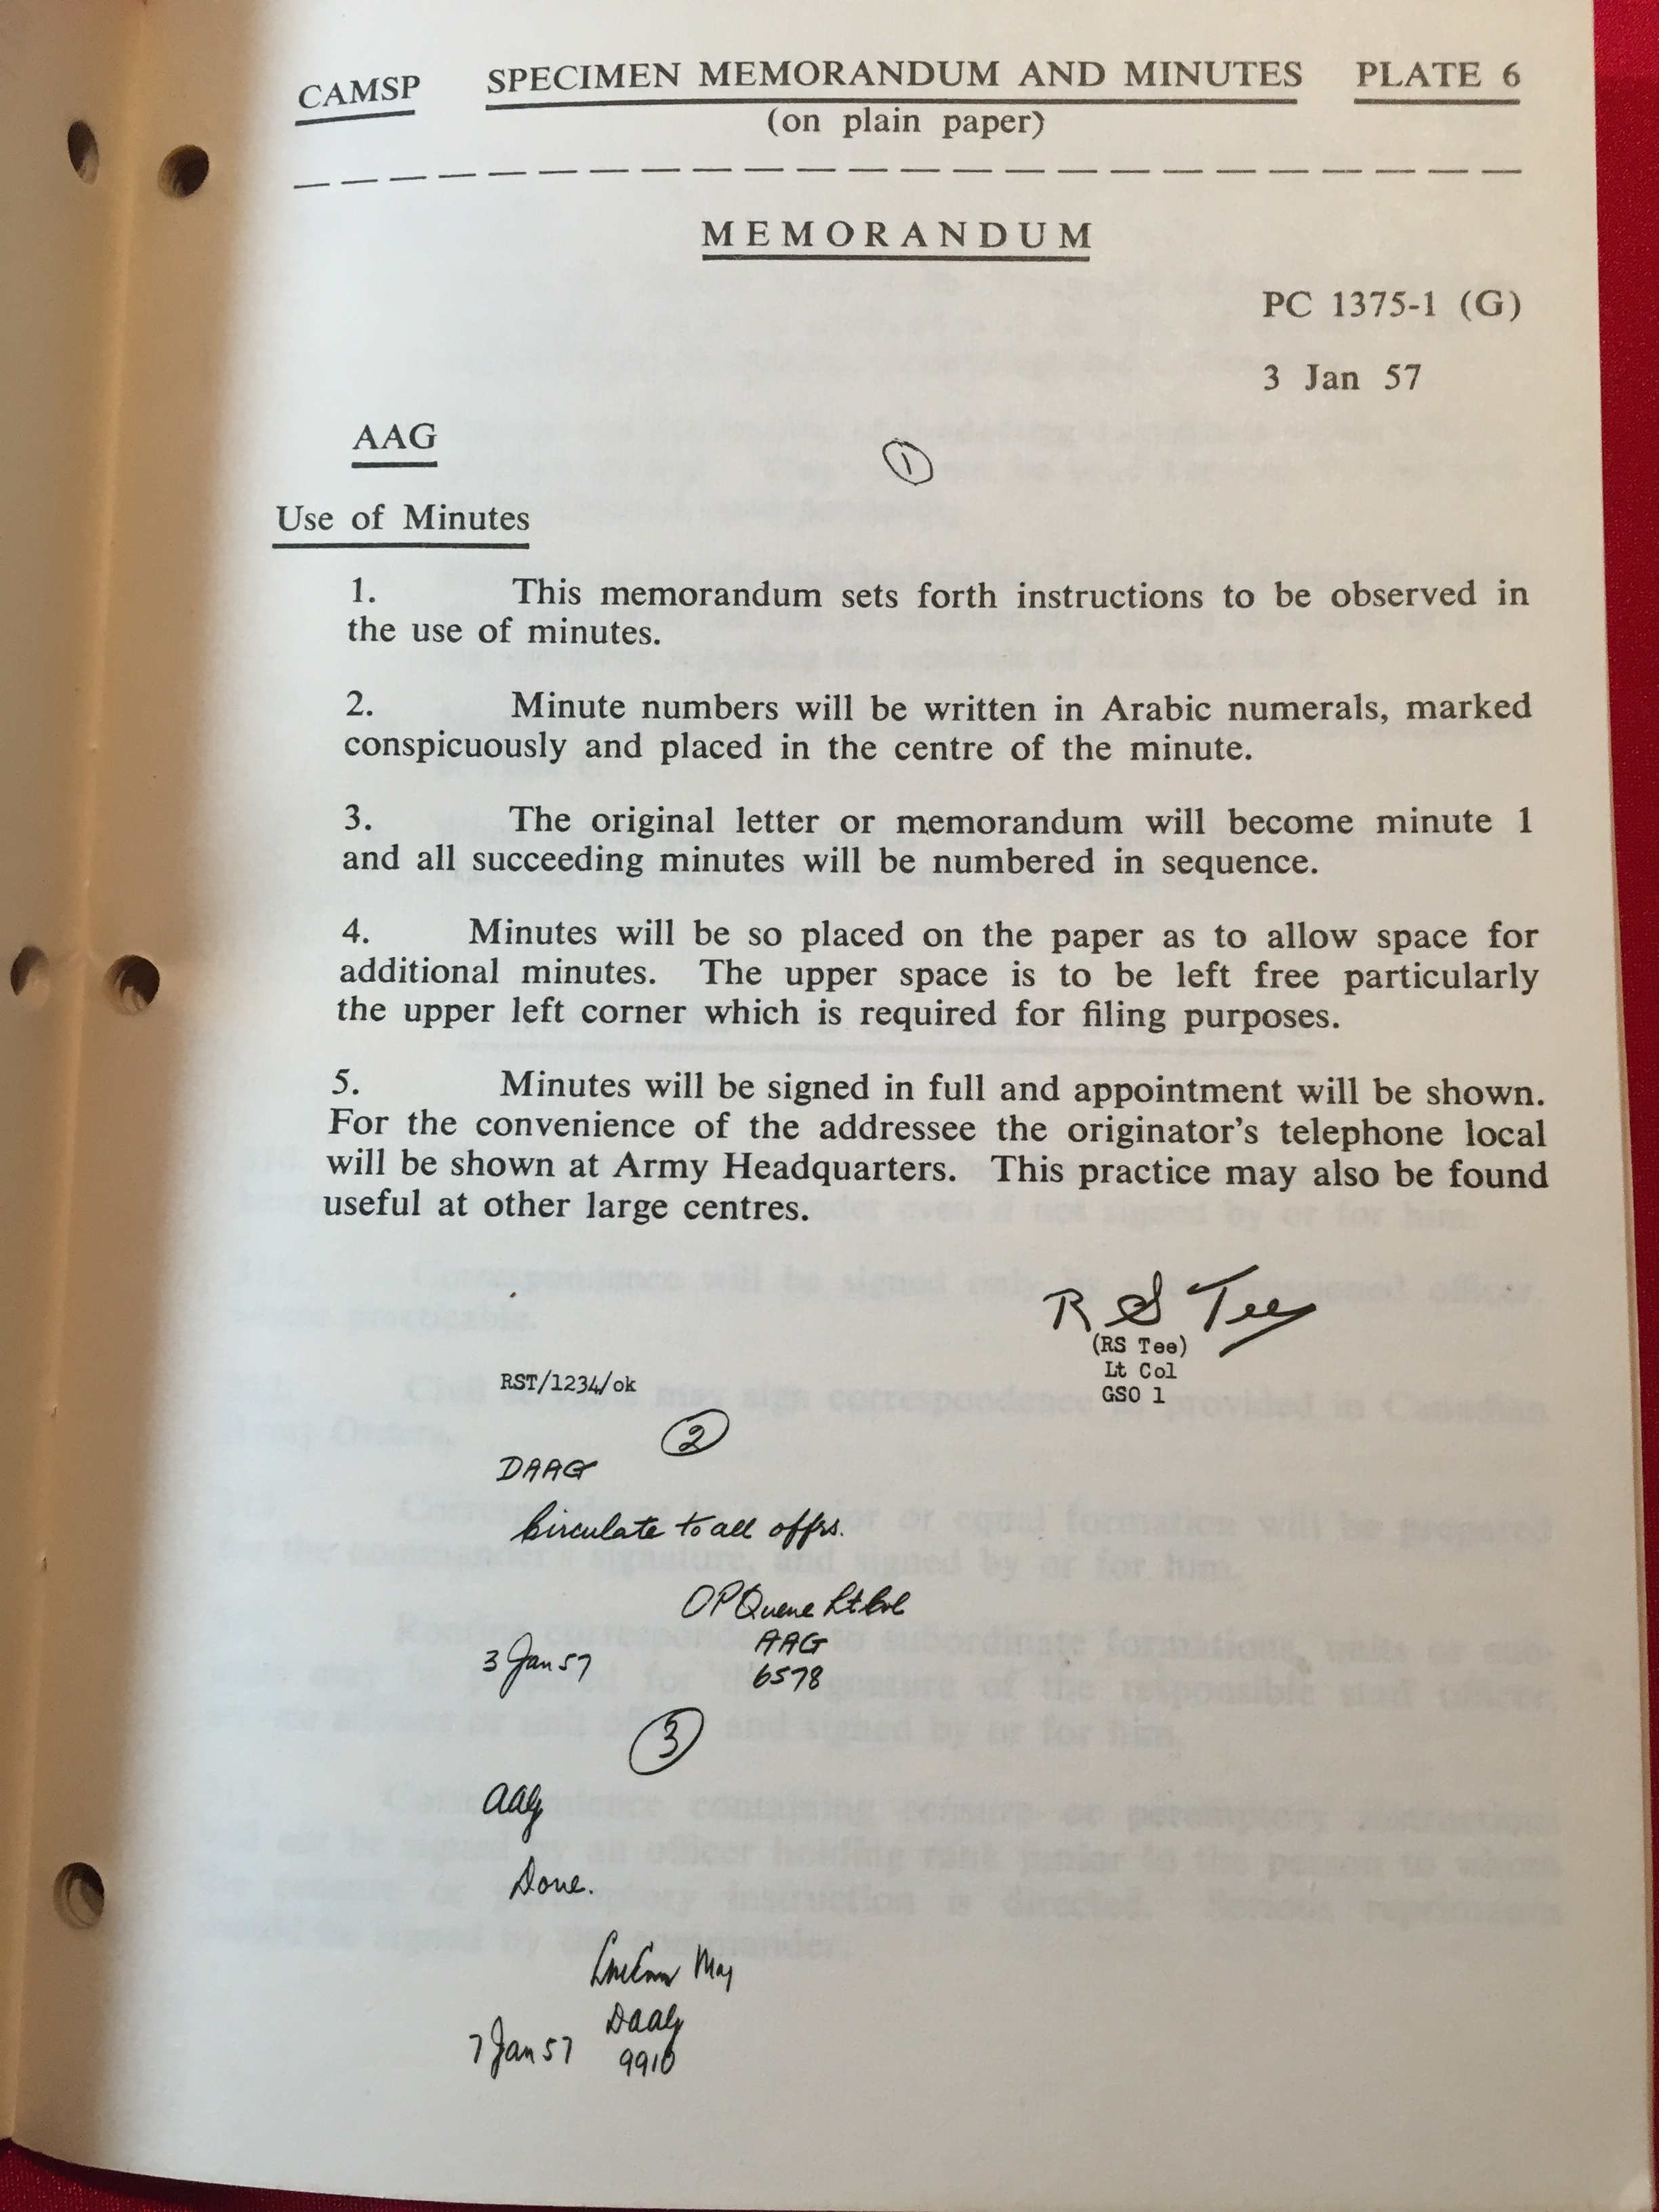 CAMSP SPECIMEN MEMORANDUM AND MINUTES PLATE 6
(on plain paper)
MEMORANDUM
PC 1375-1 (G)
3 Jan 57
AAG
1
Use of Minutes
1. This memorandum sets forth instructions to be observed in
the use of minutes.
2. Minute numbers will be written in Arabic numerals, marked
conspicuously and placed in the centre of the minute.
3. The original letter or memorandum will become minute 1
and all succeeding minutes will be numbered in sequence.
4. Minutes will be so placed on the paper as to allow space for
additional minutes. The upper space is to be left free particularly
the upper left corner which is required for filing purposes.
5. Minutes will be signed in full and appointment will be shown.
For the convenience of the addressee the originator's telephone local
will be shown at Army Headquarters. This practice may also be found
useful at other large centres.
R S Tee
(RS Tee)
Lt Col
GSO 1
RST/1234/ok
2
DAAG
Circulate to all offrs.
OP Quene Lt Col
AAG
3 Jan 57 6578
3
AAG
Done.
Maj
DAAG
7 Jan 57 9910